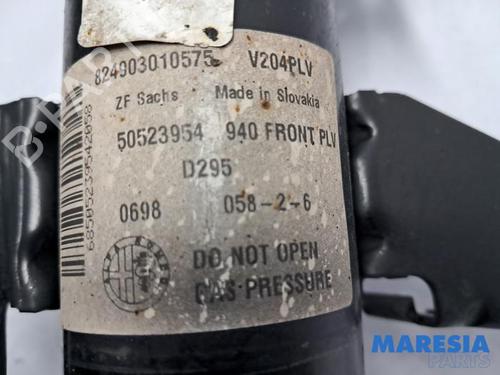 824903010575 V204PLV
ZF Sachs Made in Slovakia
50523954 940 FRONT PLV
D295
0698 058-2-6
DO NOT OPEN
GAS-PRESSURE
68505239542058
MARESIA
PARTS